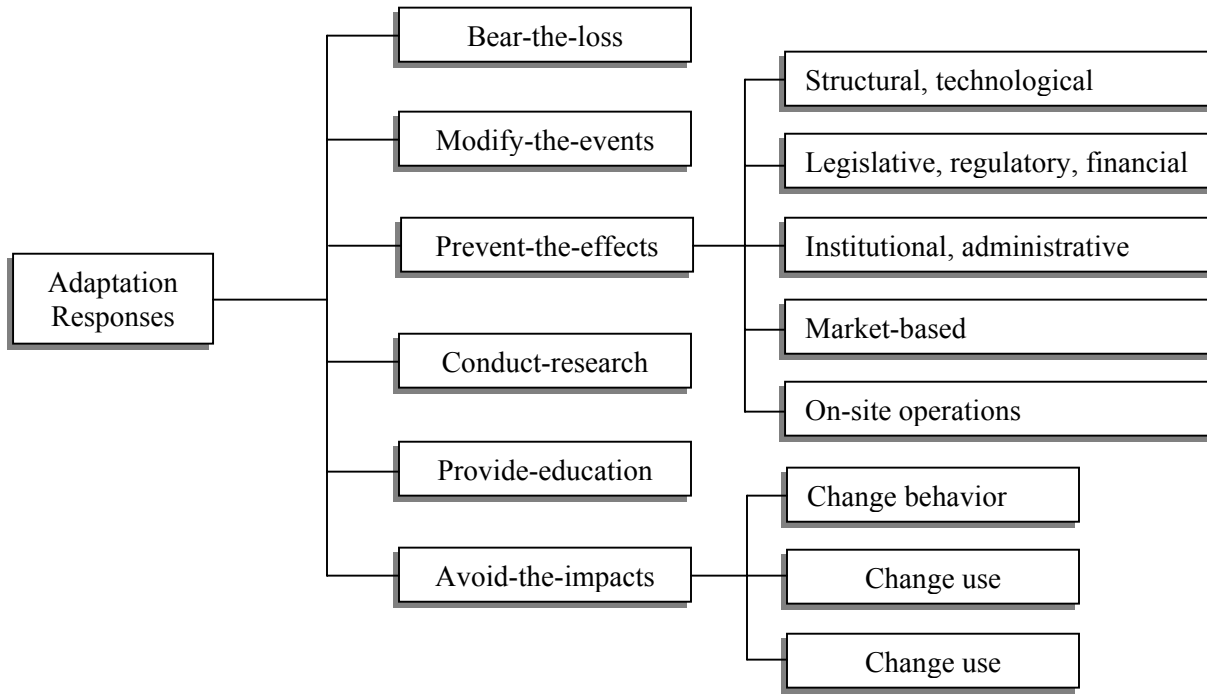 Adaptation
Responses
Bear-the-loss
Modify-the-events
Prevent-the-effects
Conduct-research
Provide-education
Avoid-the-impacts
Structural, technological
Legislative, regulatory, financial
Institutional, administrative
Market-based
On-site operations
Change behavior
Change use
Change use